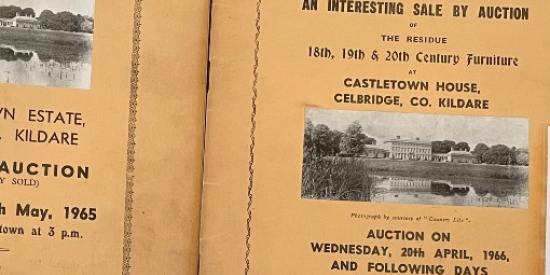 WN ESTATE,
KILDARE
AUCTION
SOLD)
h May, 1965
town at 3 p.m.
AN INTERESTING SALE BY AUCTION
OF
THE RESIDUE
18th, 19th & 20th Century Furniture
AT
CASTLETOWN HOUSE,
CELBRIDGE, CO. KILDARE
Photograph by courtesy of "Country Life".
AUCTION ON
WEDNESDAY, 20th APRIL, 1966,
AND FOLLOWING DAYS